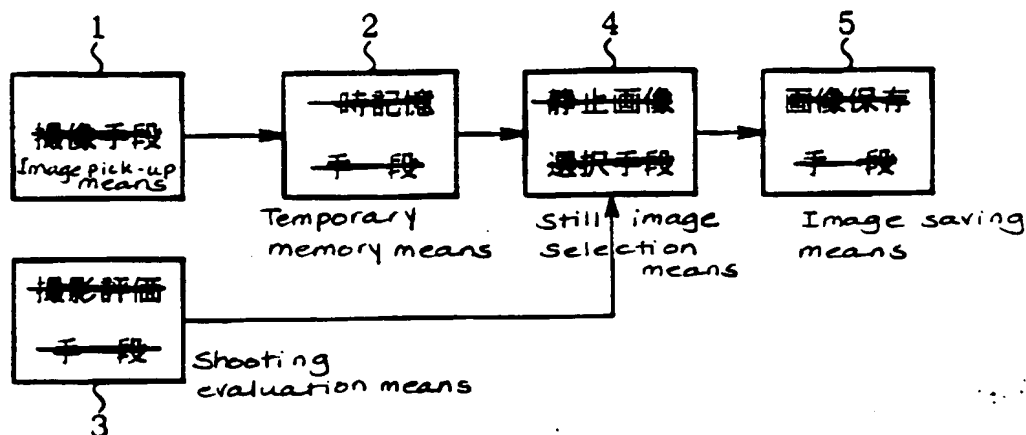 1
2
4
5
撮像手段
Image pick-up
means
一時記憶
手 段
Temporary
memory means
静止画像
選択手段
Still image
selection
means
画像保存
手 段
Image saving
means
撮影評価
手 段
Shooting
evaluation means
3